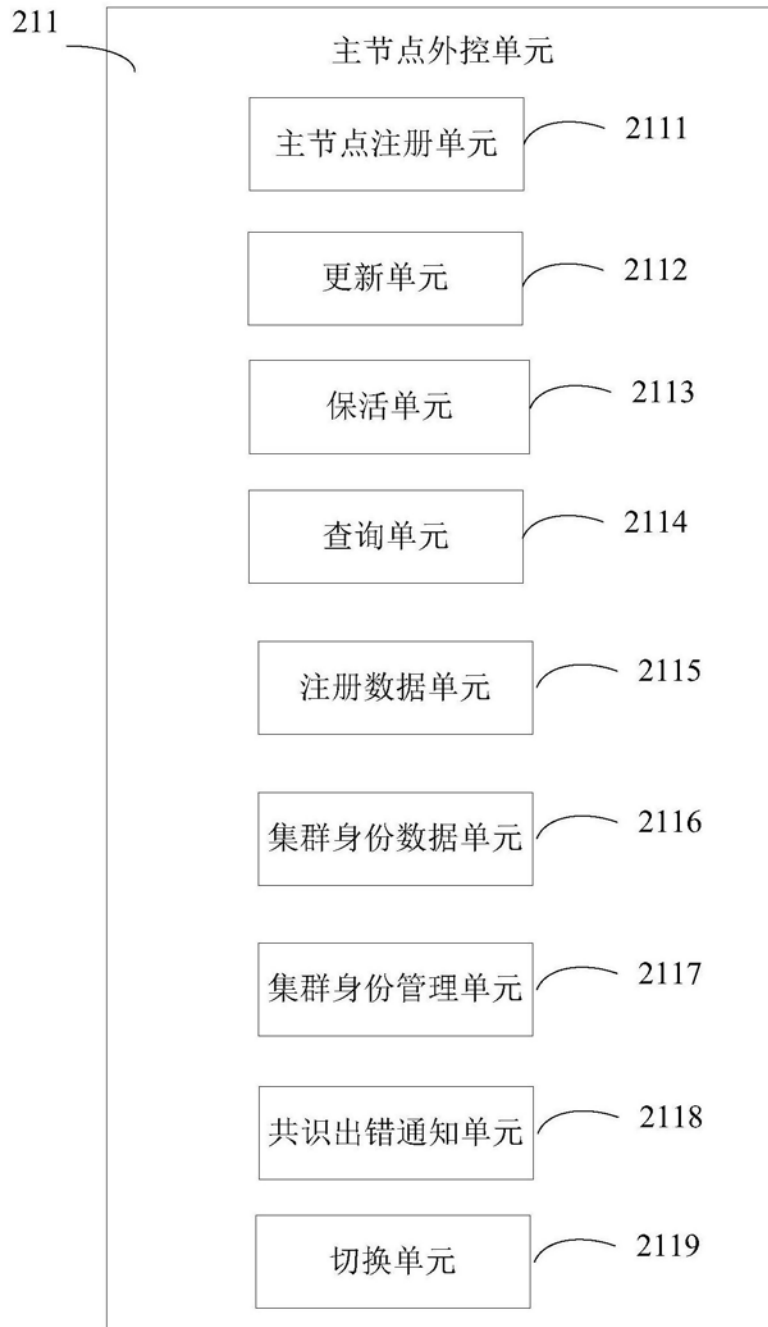 211
主节点外控单元
主节点注册单元
2111
更新单元
2112
保活单元
2113
查询单元
2114
注册数据单元
2115
集群身份数据单元
2116
集群身份管理单元
2117
共识出错通知单元
2118
切换单元
2119